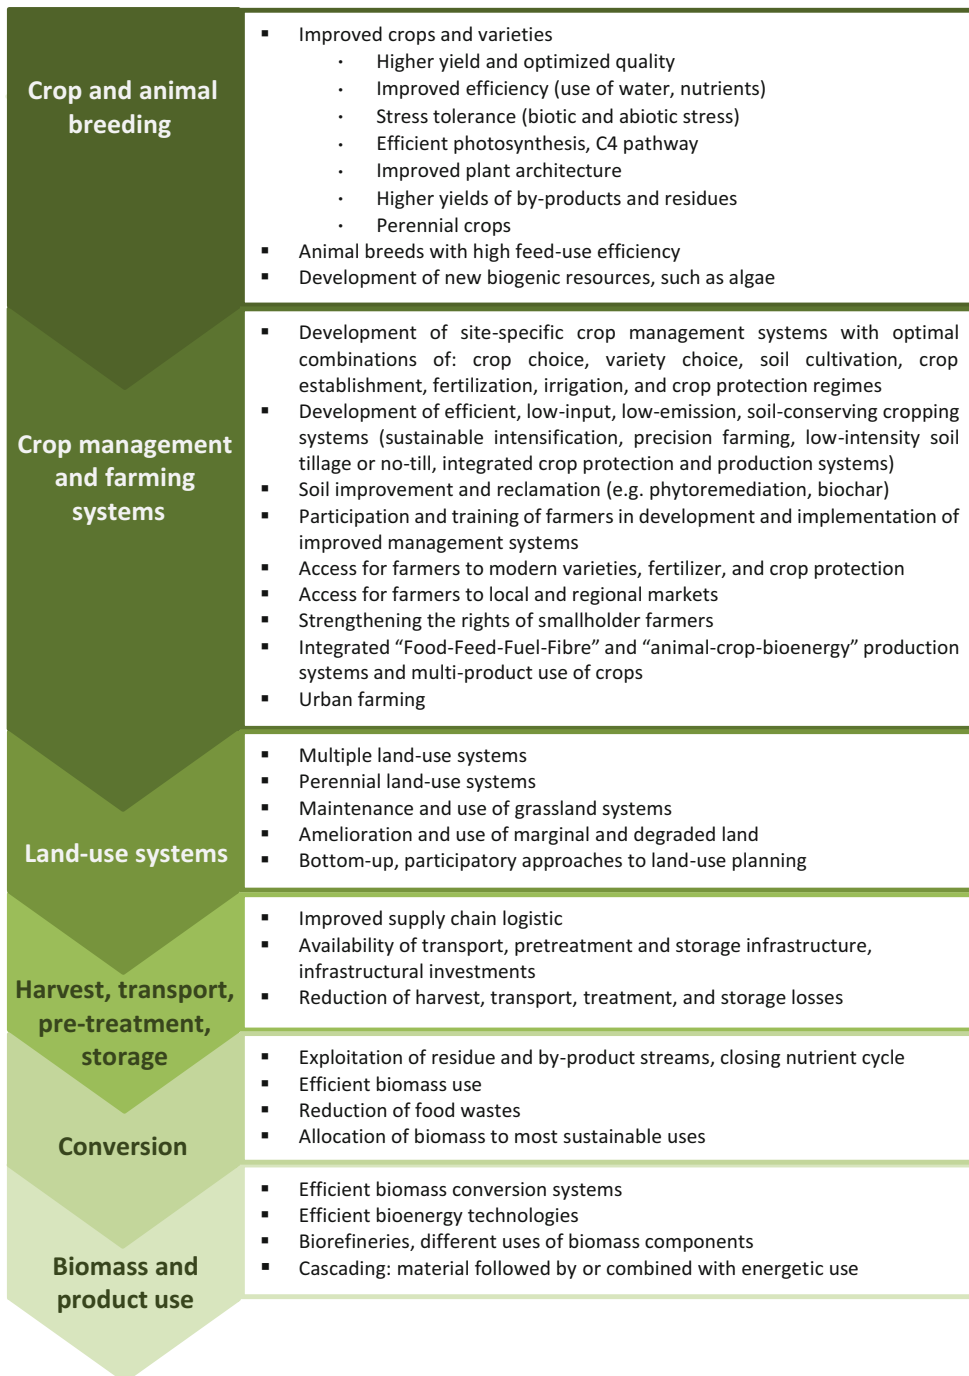 Crop and animal
breeding
▪ Improved crops and varieties
· Higher yield and optimized quality
· Improved efficiency (use of water, nutrients)
· Stress tolerance (biotic and abiotic stress)
· Efficient photosynthesis, C4 pathway
· Improved plant architecture
· Higher yields of by-products and residues
· Perennial crops
▪ Animal breeds with high feed-use efficiency
▪ Development of new biogenic resources, such as algae
Crop management
and farming
systems
▪ Development of site-specific crop management systems with optimal
combinations of: crop choice, variety choice, soil cultivation, crop
establishment, fertilization, irrigation, and crop protection regimes
▪ Development of efficient, low-input, low-emission, soil-conserving cropping
systems (sustainable intensification, precision farming, low-intensity soil
tillage or no-till, integrated crop protection and production systems)
▪ Soil improvement and reclamation (e.g. phytoremediation, biochar)
▪ Participation and training of farmers in development and implementation of
improved management systems
▪ Access for farmers to modern varieties, fertilizer, and crop protection
▪ Access for farmers to local and regional markets
▪ Strengthening the rights of smallholder farmers
▪ Integrated “Food-Feed-Fuel-Fibre” and “animal-crop-bioenergy” production
systems and multi-product use of crops
▪ Urban farming
Land-use systems
▪ Multiple land-use systems
▪ Perennial land-use systems
▪ Maintenance and use of grassland systems
▪ Amelioration and use of marginal and degraded land
▪ Bottom-up, participatory approaches to land-use planning
Harvest, transport,
pre-treatment,
storage
▪ Improved supply chain logistic
▪ Availability of transport, pretreatment and storage infrastructure,
infrastructural investments
▪ Reduction of harvest, transport, treatment, and storage losses
Conversion
▪ Exploitation of residue and by-product streams, closing nutrient cycle
▪ Efficient biomass use
▪ Reduction of food wastes
▪ Allocation of biomass to most sustainable uses
Biomass and
product use
▪ Efficient biomass conversion systems
▪ Efficient bioenergy technologies
▪ Biorefineries, different uses of biomass components
▪ Cascading: material followed by or combined with energetic use